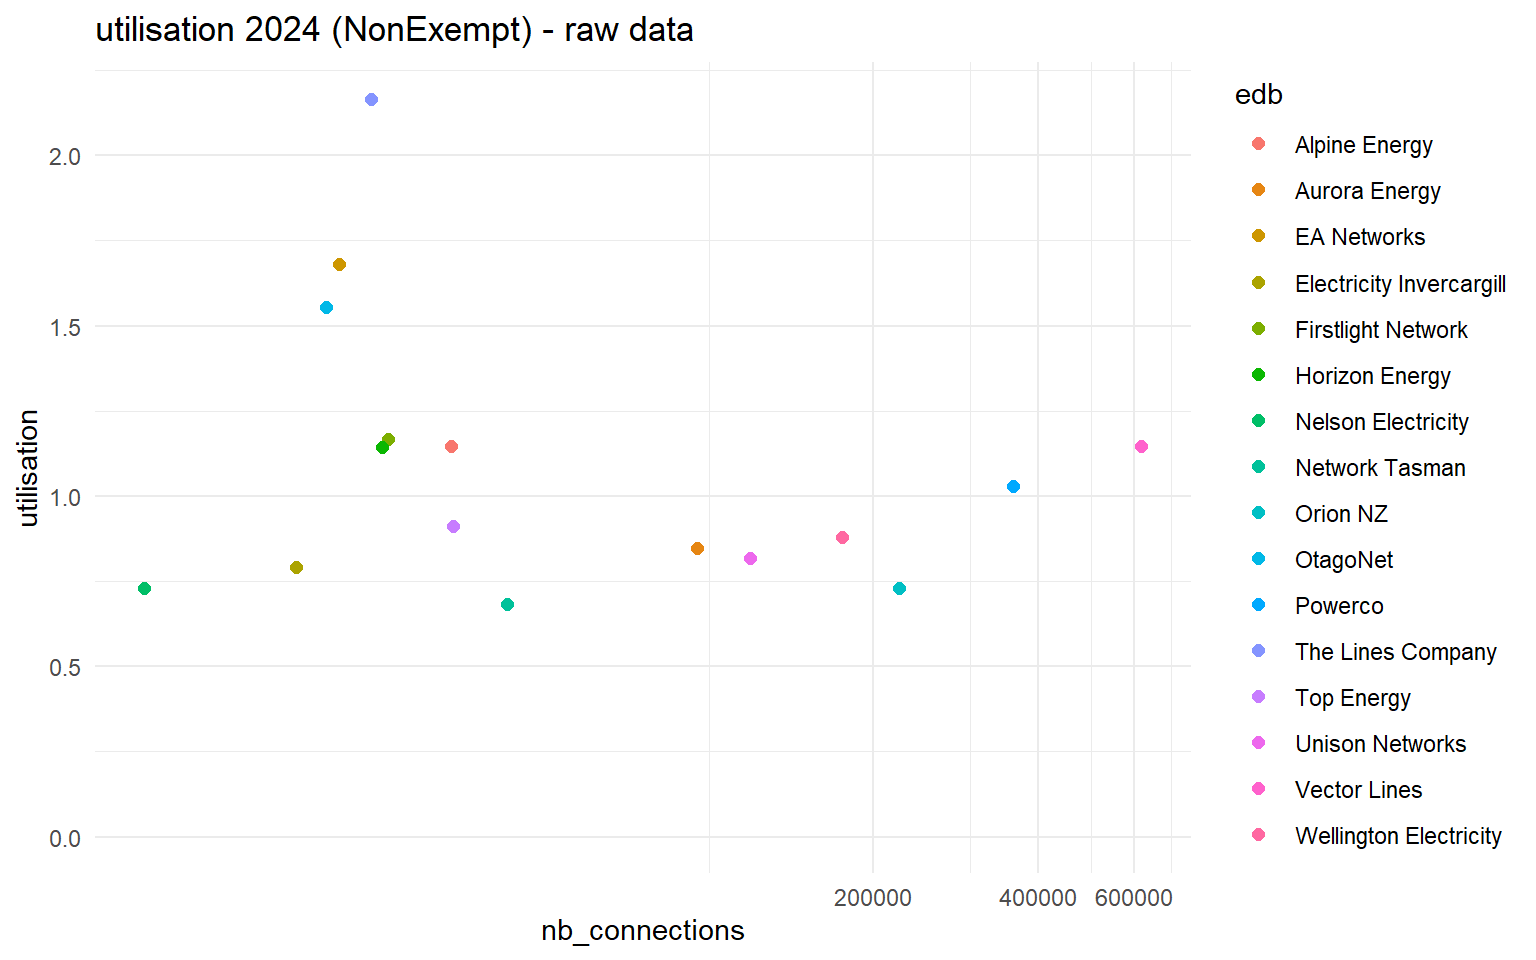 utilisation 2024 (NonExempt) - raw data
utilisation
2.0
1.5
1.0
0.5
0.0
200000
400000
600000
nb_connections
edb
Alpine Energy
Aurora Energy
EA Networks
Electricity Invercargill
Firstlight Network
Horizon Energy
Nelson Electricity
Network Tasman
Orion NZ
OtagoNet
Powerco
The Lines Company
Top Energy
Unison Networks
Vector Lines
Wellington Electricity